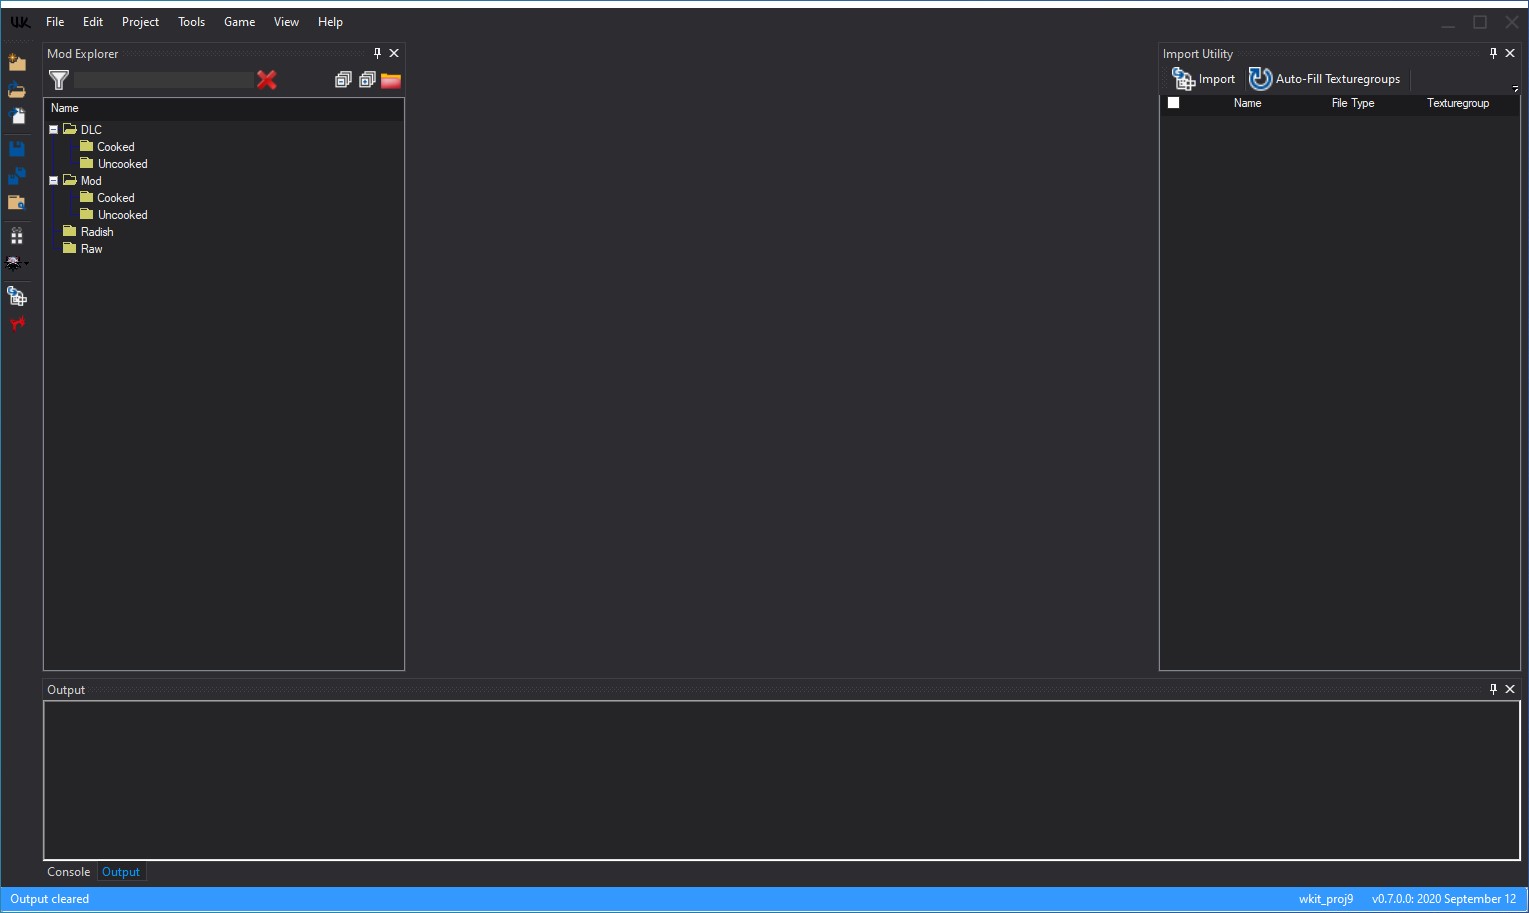 File Edit Project Tools Game View Help
Mod Explorer
Name
DLC
Cooked
Uncooked
Mod
Cooked
Uncooked
Radish
Raw
Import Utility
Import Auto-Fill Texturegroups
Name File Type Texturegroup
Output
Console Output
Output cleared
wkit_proj9 v0.7.0.0: 2020 September 12